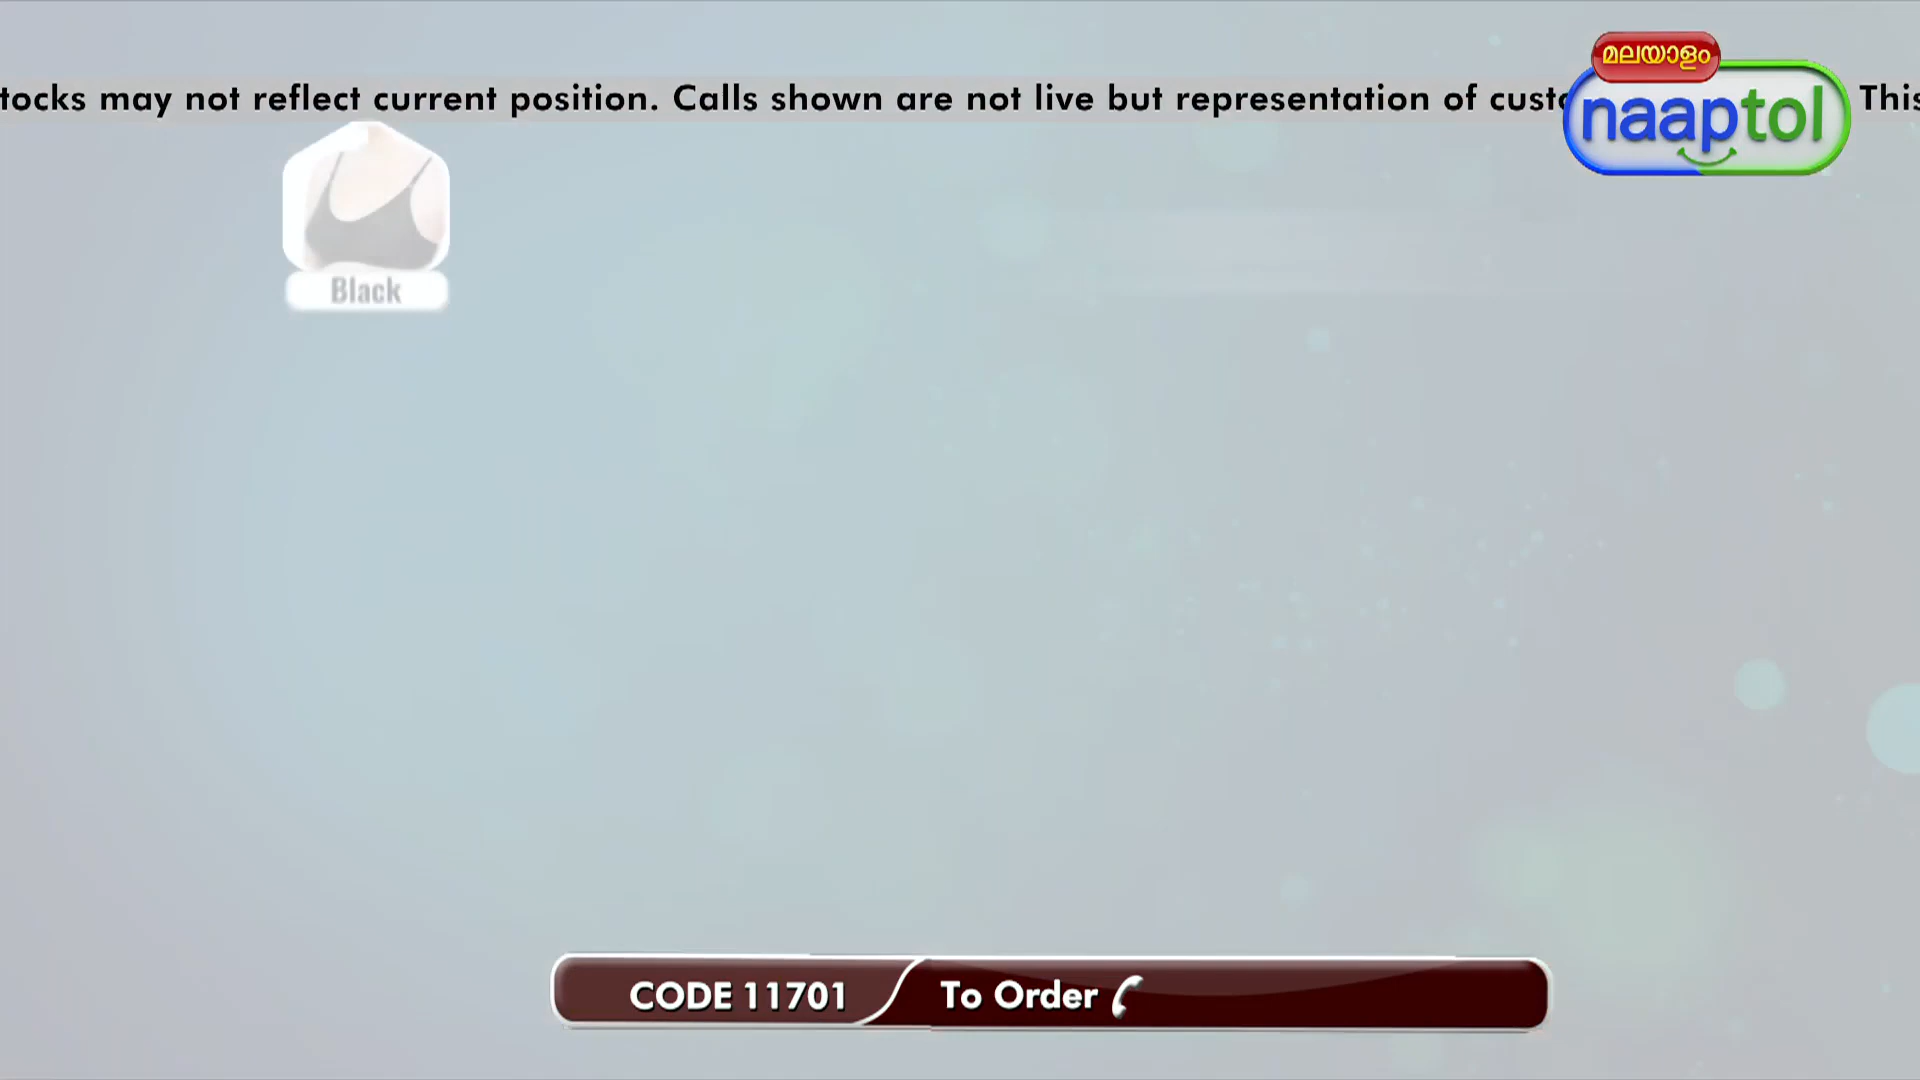 മലയാളം
tocks may not reflect current position. Calls shown are not live but representation of This
naaptol
Black
CODE 11701 To Order